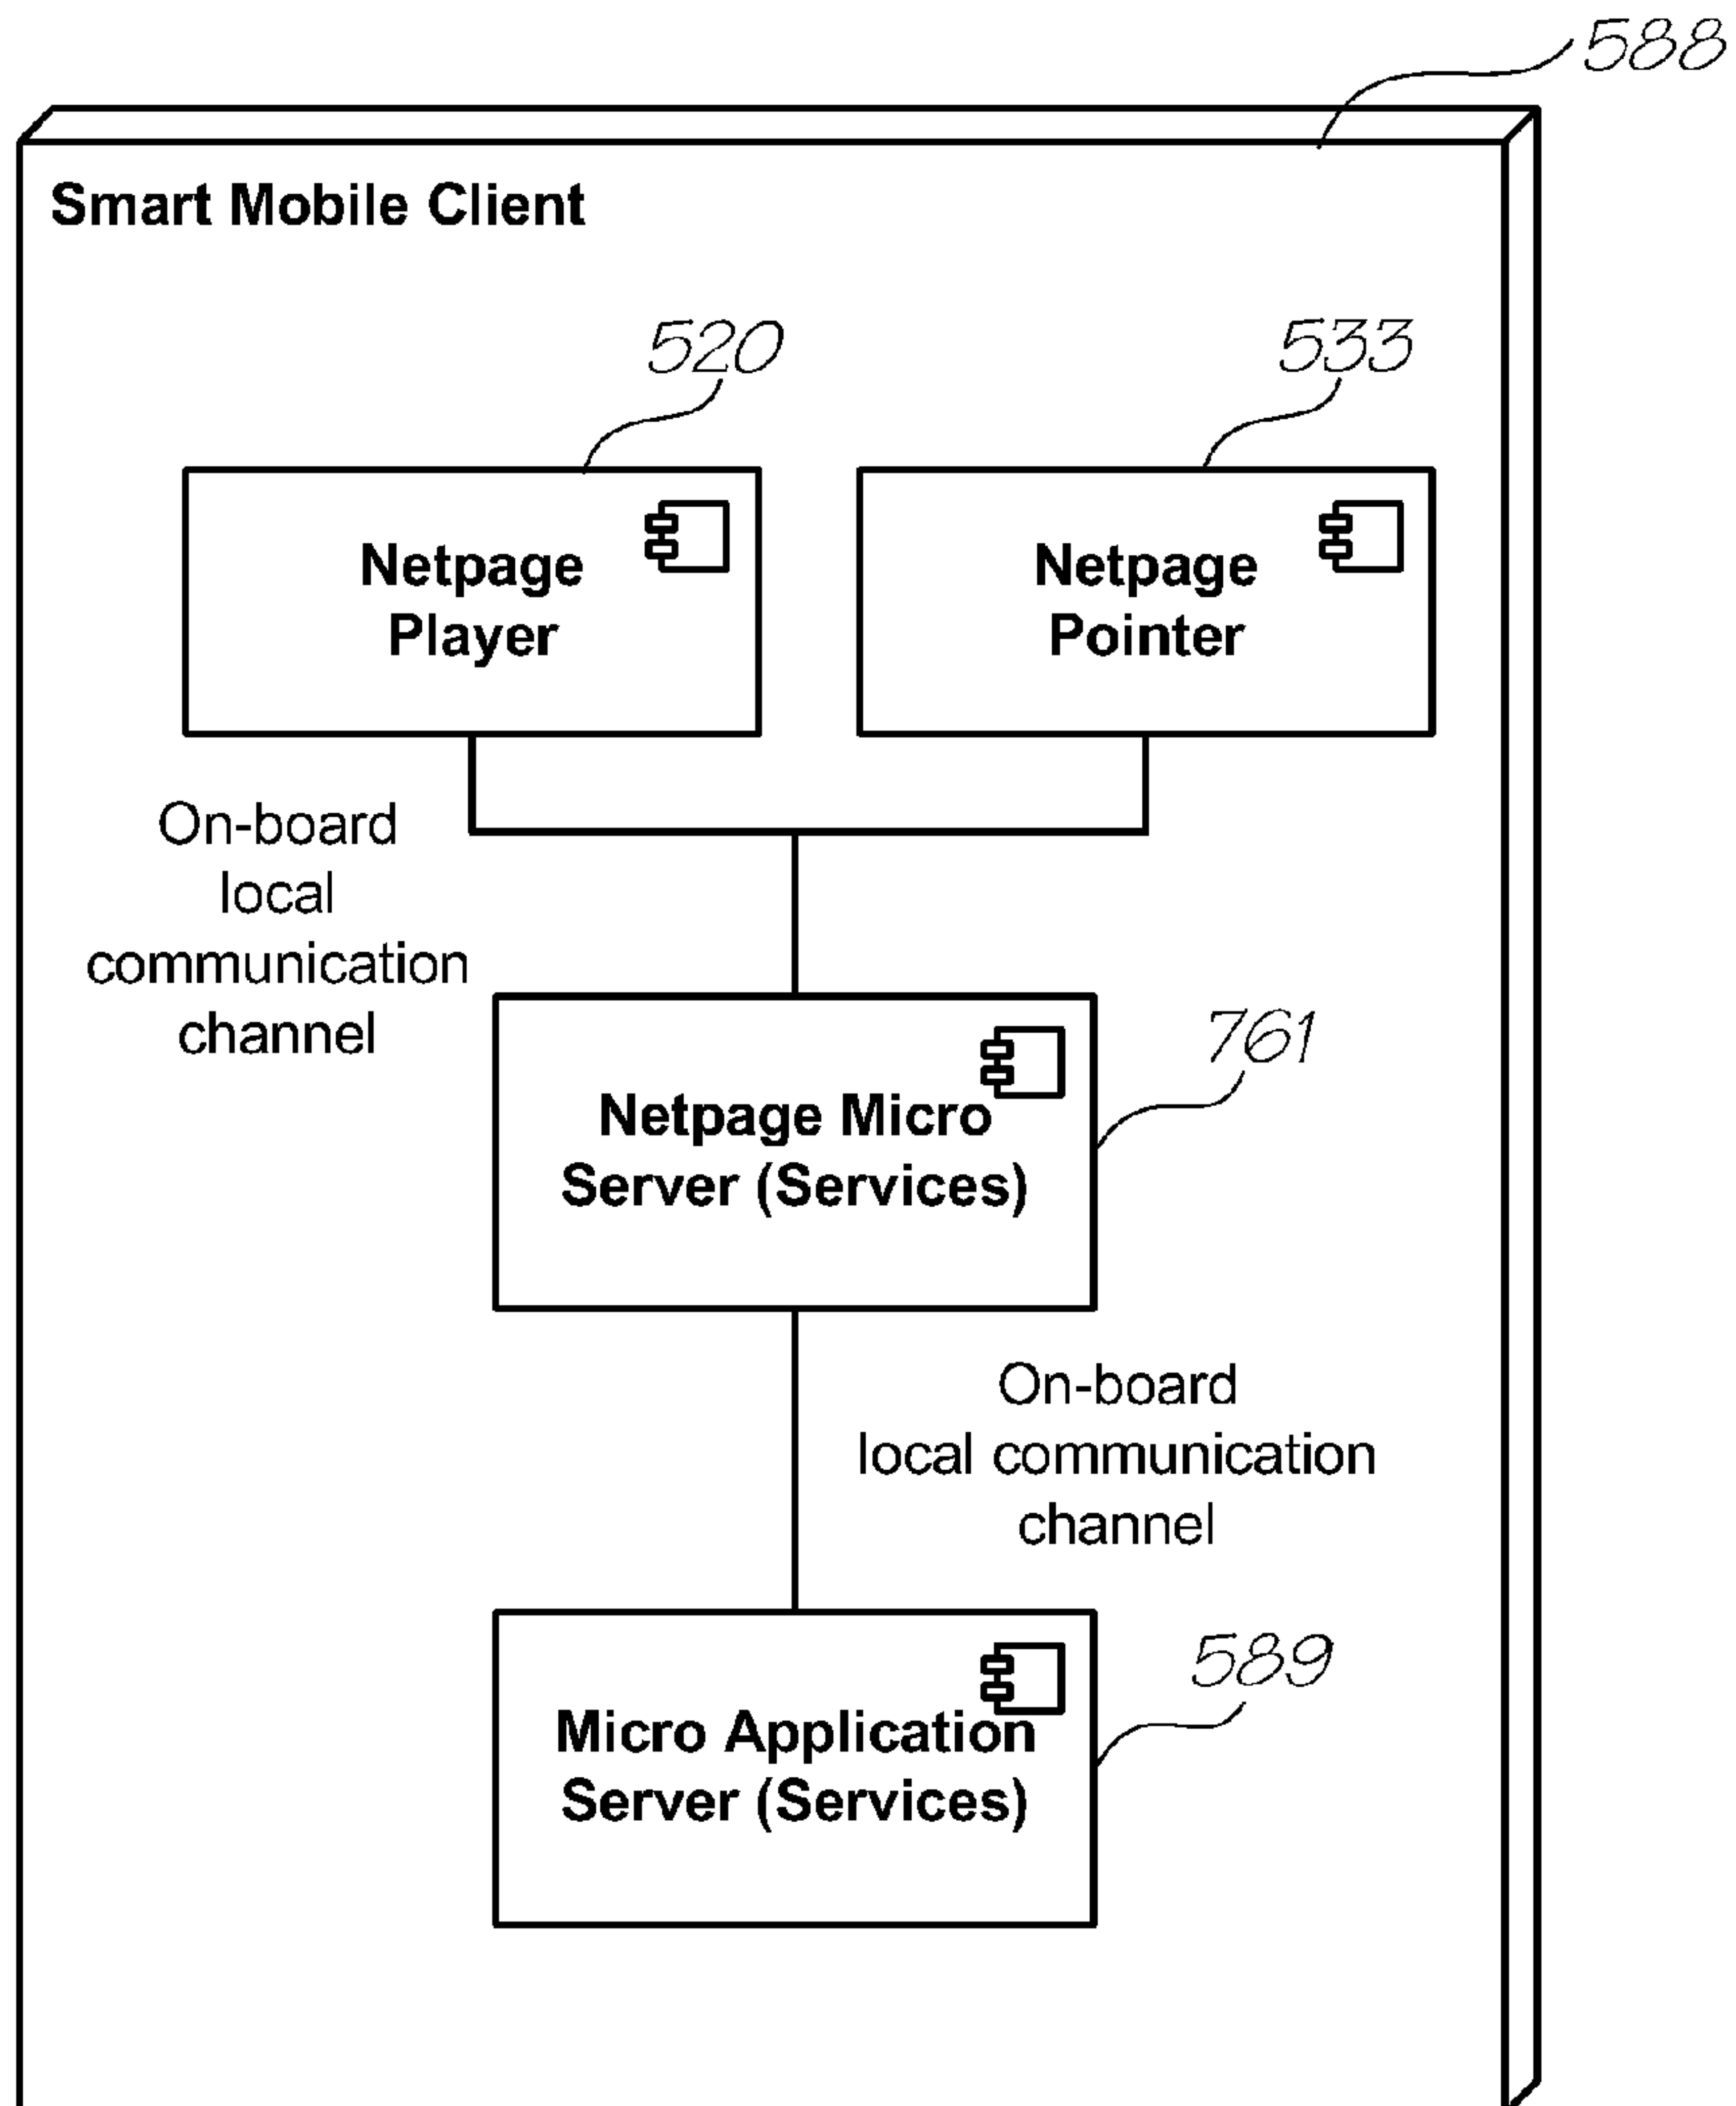 588
Smart Mobile Client
520
533
Netpage
Player
Netpage
Pointer
On-board
local
communication
channel
761
Netpage Micro
Server (Services)
On-board
local communication
channel
589
Micro Application
Server (Services)